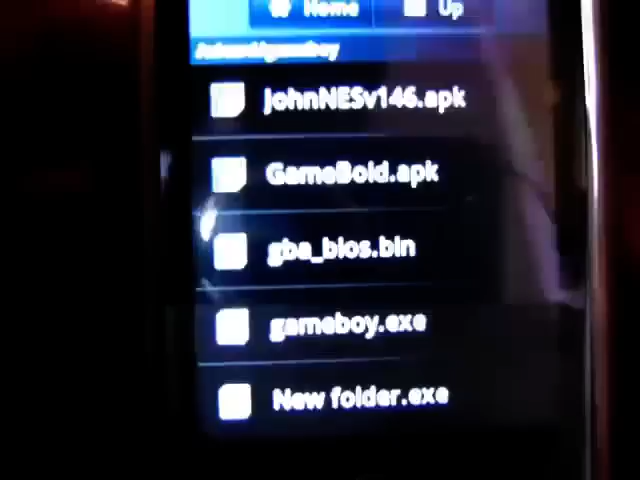 Home
Up
JohnNESv146.apk
GameBoid.apk
gba_bios.bin
gameboy.exe
New folder.exe